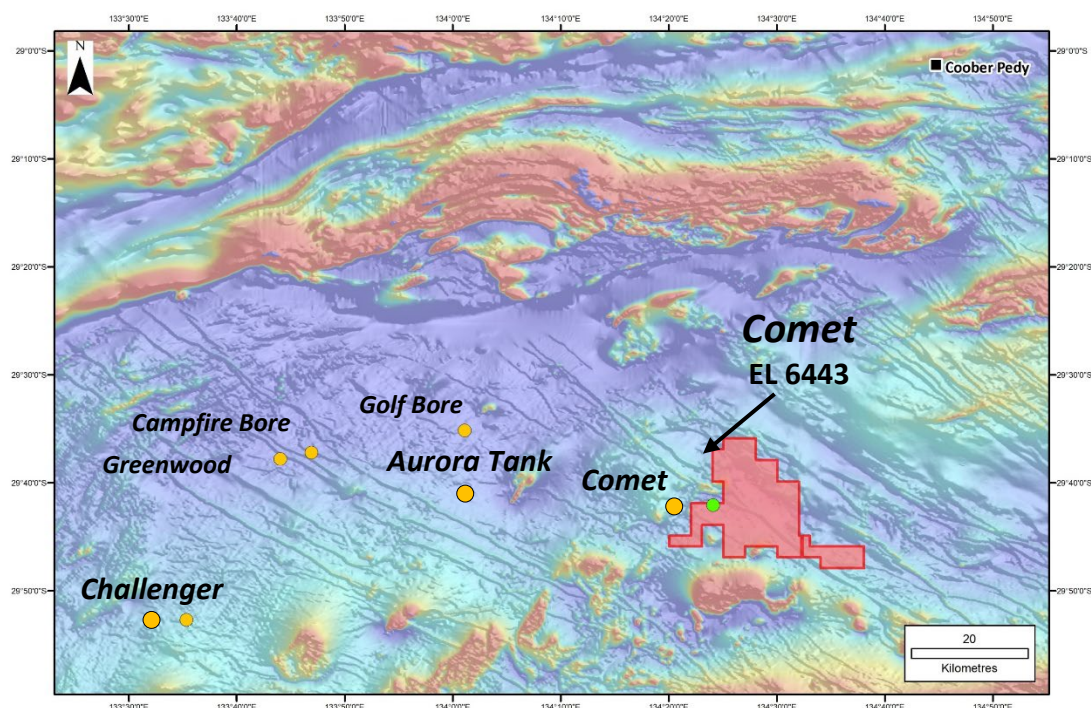 133°30'0"E 133°40'0"E 133°50'0"E 134°0'0"E 134°10'0"E 134°20'0"E 134°30'0"E 134°40'0"E 134°50'0"E
N
29°0'0"S 29°0'0"S
Coober Pedy
29°10'0"S 29°10'0"S
29°20'0"S 29°20'0"S
Comet
EL 6443
29°30'0"S 29°30'0"S
Golf Bore
Campfire Bore
Greenwood
Aurora Tank
Comet
29°40'0"S 29°40'0"S
Challenger
29°50'0"S 29°50'0"S
20
Kilometres
133°30'0"E 133°40'0"E 133°50'0"E 134°0'0"E 134°10'0"E 134°20'0"E 134°30'0"E 134°40'0"E 134°50'0"E